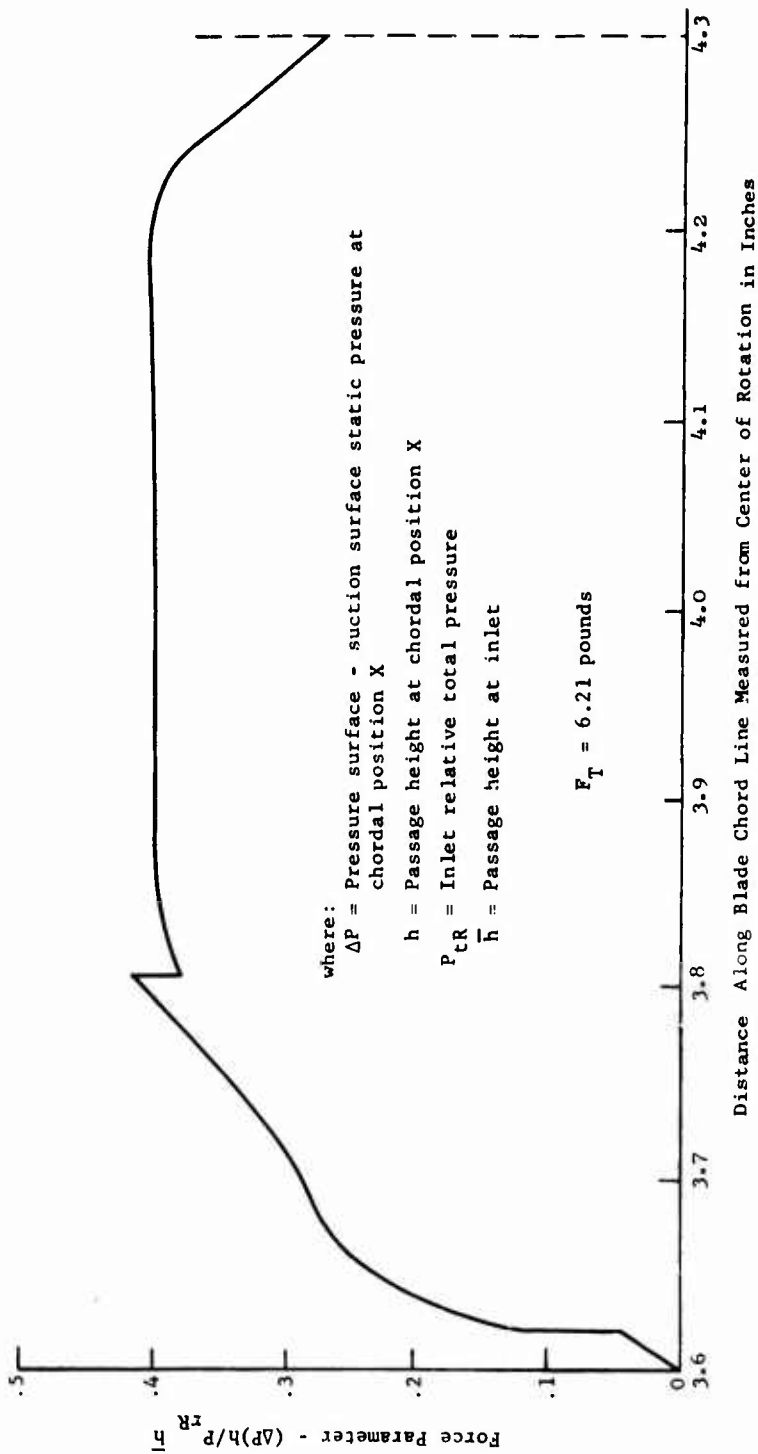 Force Parameter - (ΔP)h/P_rR h̄
.5
.4
.3
.2
.1
0
3.6
3.7
3.8
3.9
4.0
4.1
4.2
4.3
where:
ΔP = Pressure surface - suction surface static pressure at
chordal position X
h = Passage height at chordal position X
P_tR = Inlet relative total pressure
h̄ = Passage height at inlet
F_T = 6.21 pounds
Distance Along Blade Chord Line Measured from Center of Rotation in Inches